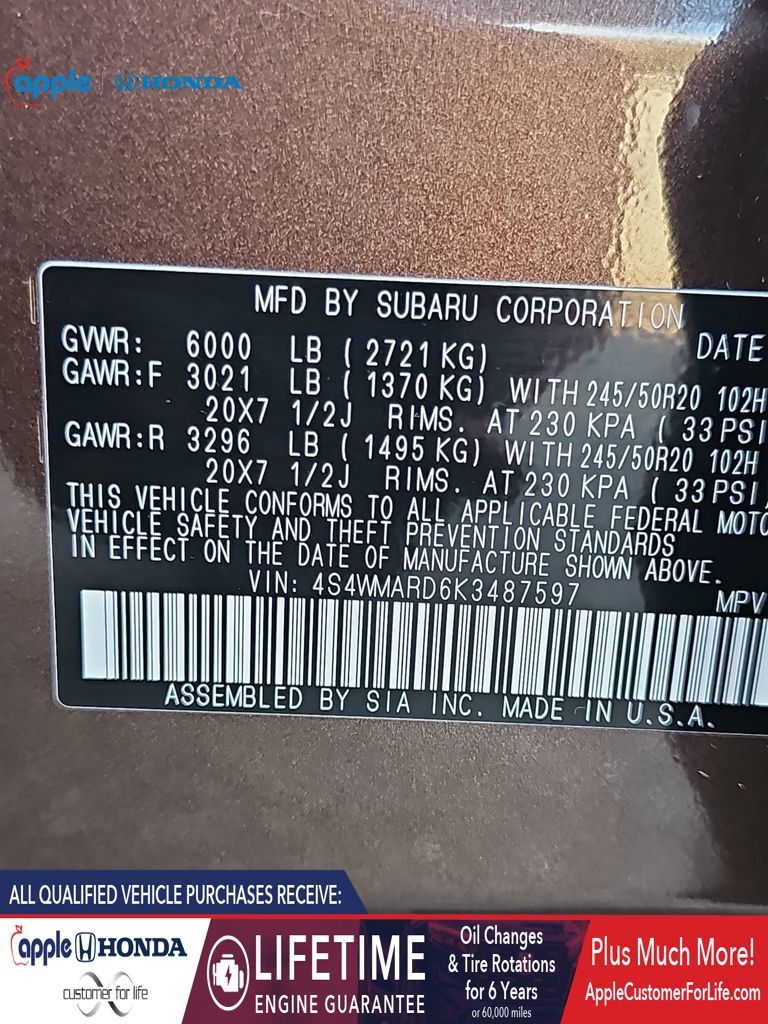 apple HONDA
MFD BY SUBARU CORPORATION
GVWR: 6000 LB ( 2721 KG) DATE
GAWR:F 3021 LB ( 1370 KG) WITH 245/50R20 102H
20X7 1/2J RIMS. AT 230 KPA ( 33 PSI
GAWR:R 3296 LB ( 1495 KG) WITH 245/50R20 102H
20X7 1/2J RIMS. AT 230 KPA ( 33 PSI)
THIS VEHICLE CONFORMS TO ALL APPLICABLE FEDERAL MOTO
VEHICLE SAFETY AND THEFT PREVENTION STANDARDS
IN EFFECT ON THE DATE OF MANUFACTURE SHOWN ABOVE.
VIN: 4S4WMARD6K3487597 MPV
ASSEMBLED BY SIA INC. MADE IN U.S.A.
ALL QUALIFIED VEHICLE PURCHASES RECEIVE:
apple HONDA
customer for life
LIFETIME
ENGINE GUARANTEE
Oil Changes
& Tire Rotations
for 6 Years
or 60,000 miles
Plus Much More!
AppleCustomerForLife.com